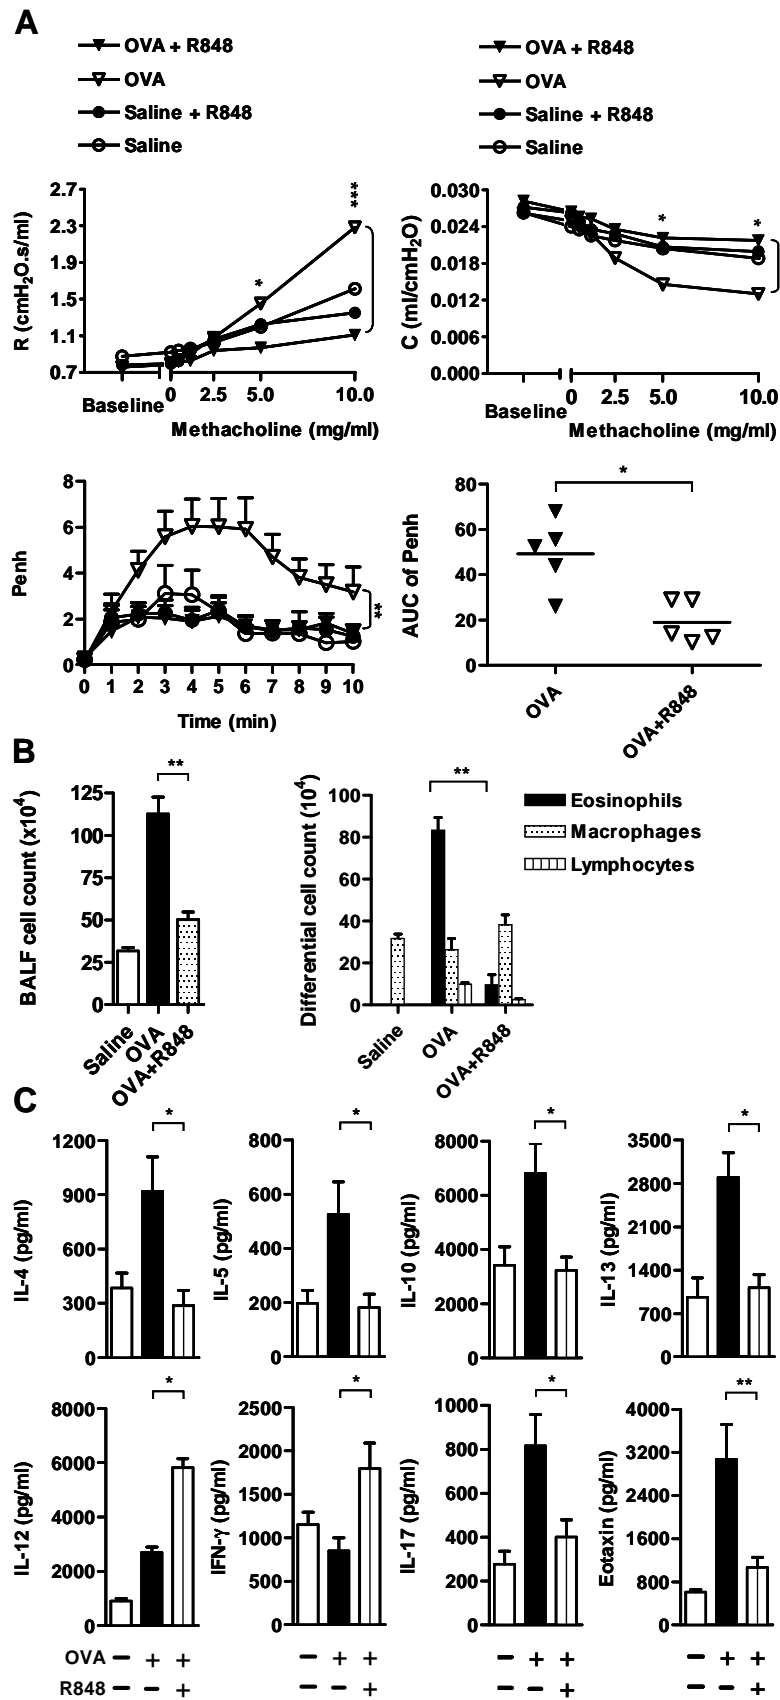 A
OVA + R848
OVA
Saline + R848
Saline
OVA + R848
OVA
Saline + R848
Saline
R (cmH₂O.s/ml)
2.7
2.3
1.9
1.5
1.1
0.7
*
***
Baseline
0
2.5
5.0
10.0
Methacholine (mg/ml)
C (ml/cmH₂O)
0.030
0.024
0.018
0.012
0.006
0.000
*
*
Baseline
0
2.5
5.0
10.0
Methacholine (mg/ml)
Penh
8
6
4
2
0
**
0 1 2 3 4 5 6 7 8 9 10
Time (min)
AUC of Penh
80
60
40
20
0
*
OVA
OVA+R848
B
BALF cell count (x10⁴)
125
100
75
50
25
0
**
Saline
OVA
OVA+R848
Differential cell count (10⁴)
100
80
60
40
20
0
**
Saline
OVA
OVA+R848
Eosinophils
Macrophages
Lymphocytes
C
IL-4 (pg/ml)
1200
900
600
300
0
*
IL-5 (pg/ml)
800
600
400
200
0
*
IL-10 (pg/ml)
8000
6000
4000
2000
0
*
IL-13 (pg/ml)
3500
2800
2100
1400
700
0
*
IL-12 (pg/ml)
8000
6000
4000
2000
0
*
IFN-γ (pg/ml)
2500
2000
1500
1000
500
0
*
IL-17 (pg/ml)
1000
800
600
400
200
0
*
Eotaxin (pg/ml)
4000
3200
2400
1600
800
0
**
OVA − + + − + + − + + − + +
R848 − − + − − + − − + − − +